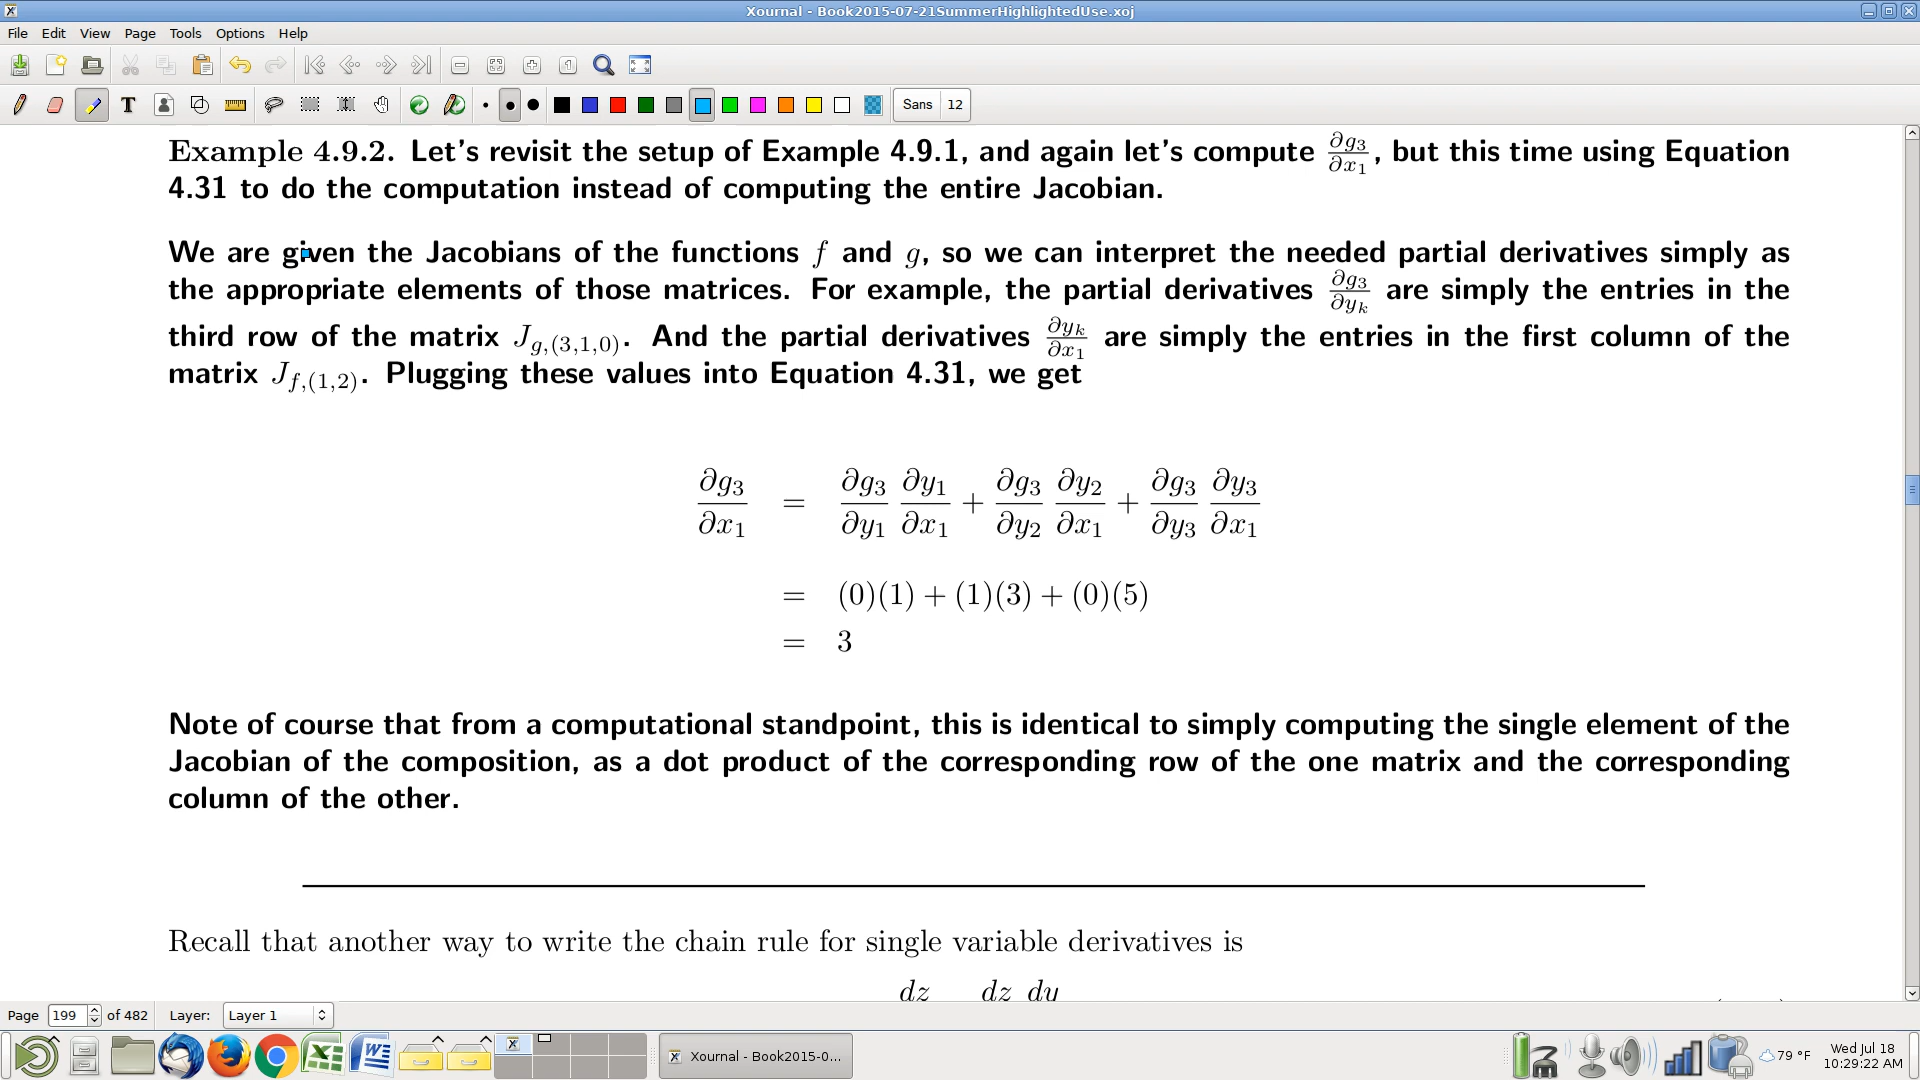 Xournal - Book2015-07-21SummerHighlightedUse.xoj
File Edit View Page Tools Options Help
Sans 12
Example 4.9.2. Let's revisit the setup of Example 4.9.1, and again let's compute ∂g₃/∂x₁, but this time using Equation
4.31 to do the computation instead of computing the entire Jacobian.
We are given the Jacobians of the functions f and g, so we can interpret the needed partial derivatives simply as
the appropriate elements of those matrices. For example, the partial derivatives ∂g₃/∂yₖ are simply the entries in the
third row of the matrix J_{g,(3,1,0)}. And the partial derivatives ∂yₖ/∂x₁ are simply the entries in the first column of the
matrix J_{f,(1,2)}. Plugging these values into Equation 4.31, we get
∂g₃/∂x₁ = ∂g₃/∂y₁ ∂y₁/∂x₁ + ∂g₃/∂y₂ ∂y₂/∂x₁ + ∂g₃/∂y₃ ∂y₃/∂x₁
= (0)(1) + (1)(3) + (0)(5)
= 3
Note of course that from a computational standpoint, this is identical to simply computing the single element of the
Jacobian of the composition, as a dot product of the corresponding row of the one matrix and the corresponding
column of the other.
Recall that another way to write the chain rule for single variable derivatives is
dz dz dy
Page 199 of 482 Layer: Layer 1
Xournal - Book2015-0...
79 °F
Wed Jul 18
10:29:22 AM